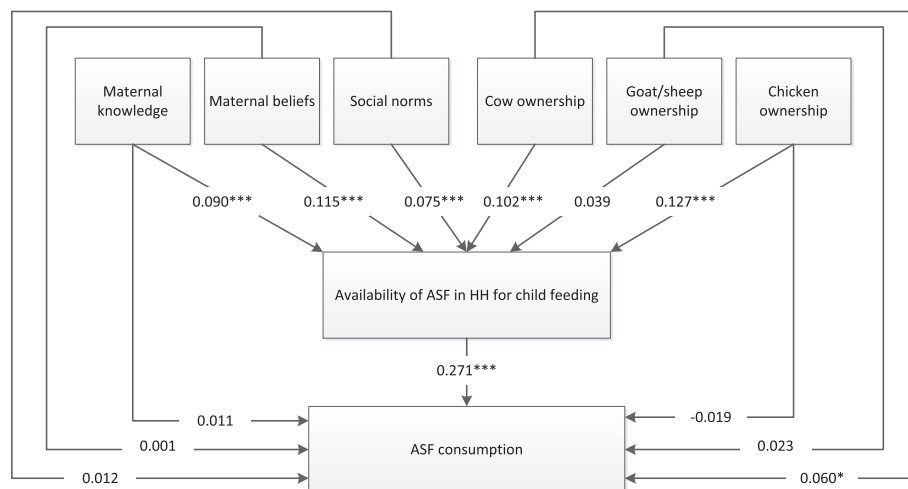 Maternal
knowledge
Maternal beliefs
Social norms
Cow ownership
Goat/sheep
ownership
Chicken
ownership
0.090***
0.115***
0.075***
0.102***
0.039
0.127***
Availability of ASF in HH for child feeding
0.271***
0.011
-0.019
0.001
ASF consumption
0.023
0.012
0.060*